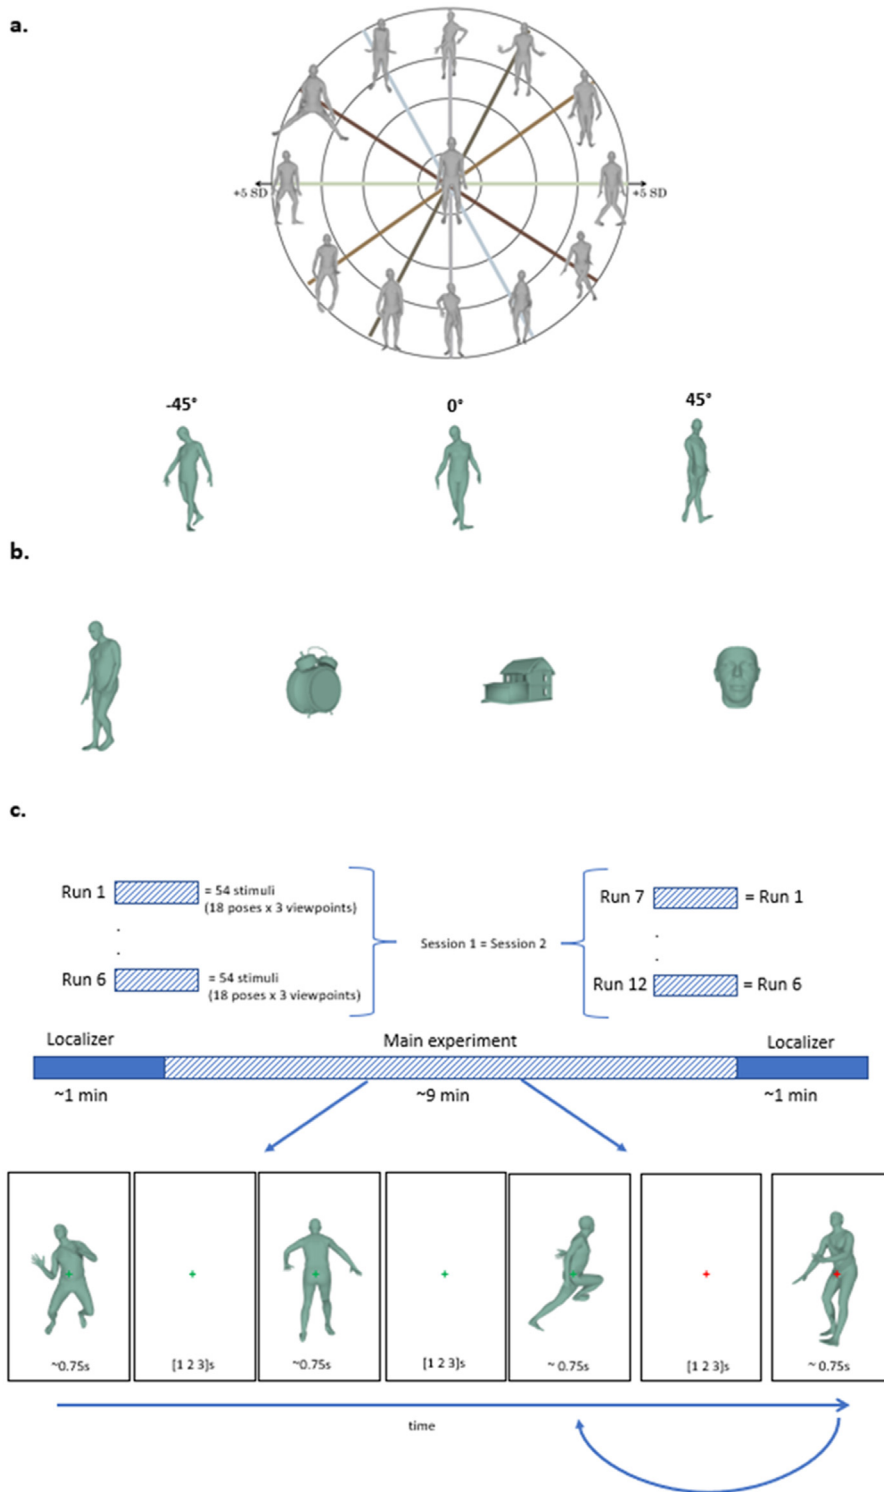 a.
+5 SD
+5 SD
-45°
0°
45°
b.
c.
Run 1
= 54 stimuli
(18 poses x 3 viewpoints)
.
.
Run 6
= 54 stimuli
(18 poses x 3 viewpoints)
Session 1 = Session 2
Run 7
= Run 1
.
.
Run 12
= Run 6
Localizer
Main experiment
Localizer
~1 min
~9 min
~1 min
~0.75s
[1 2 3]s
~0.75s
[1 2 3]s
~ 0.75s
[1 2 3]s
~ 0.75s
time